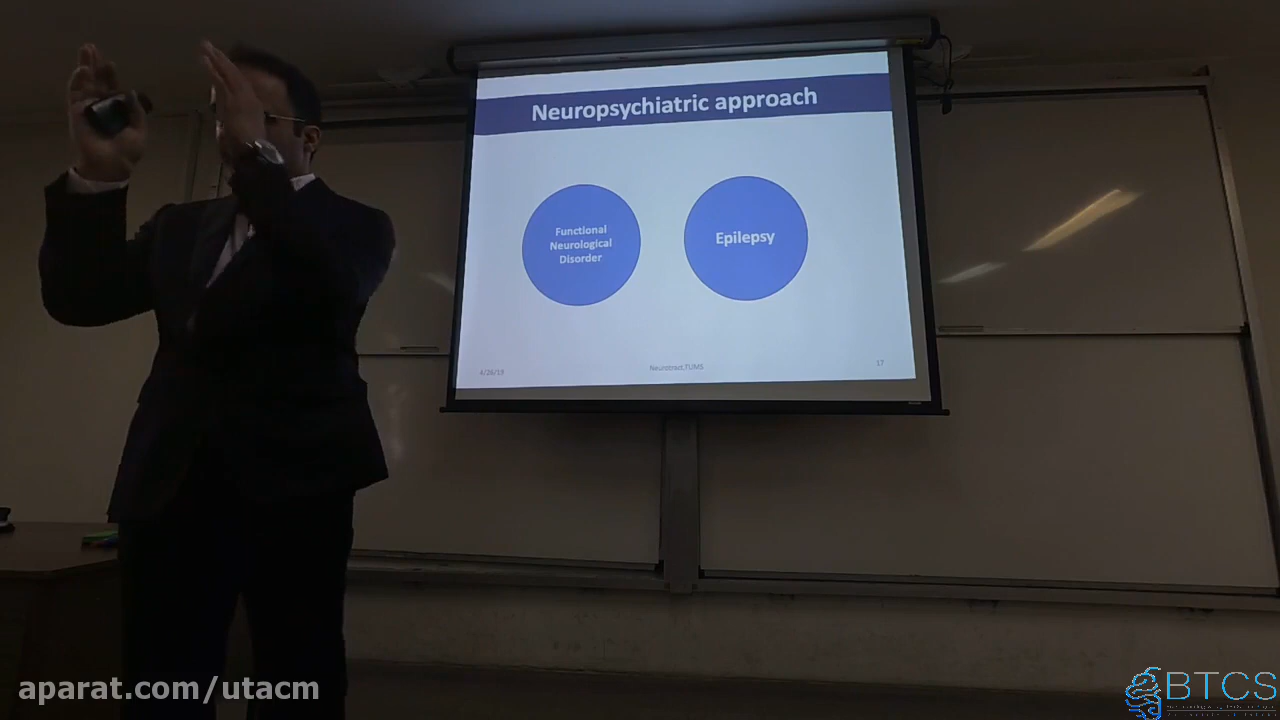 Neuropsychiatric approach
Functional
Neurological
Disorder
Epilepsy
4/26/19
Neurotract,TUMS
17
aparat.com/utacm
BTCS